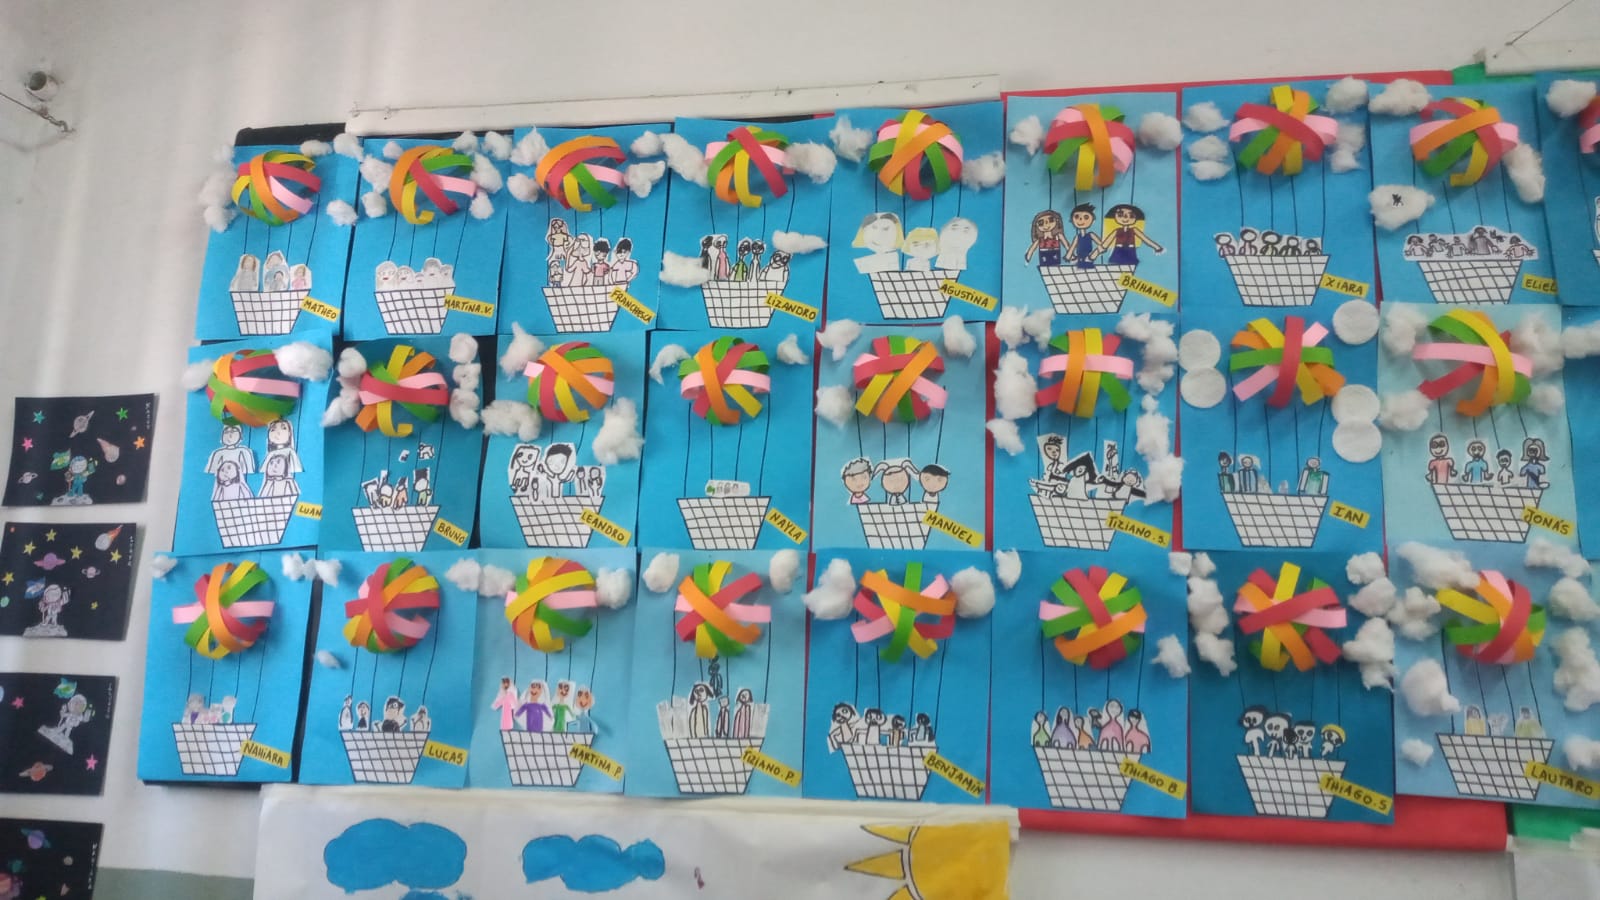 MATHEO
MARTINA.V.
FRANCHESCA
LIZANDRO
AGUSTINA
BRIHANA
XIARA
ELIEL
LUAN
BRUNO
LEANDRO
NAYLA
MANUEL
TIZIANO.S.
IAN
JONÁS
NAHIARA
LUCAS
MARTINA.P.
TIZIANO.P.
BENJAMIN
THIAGO B.
THIAGO.S
LAUTARO